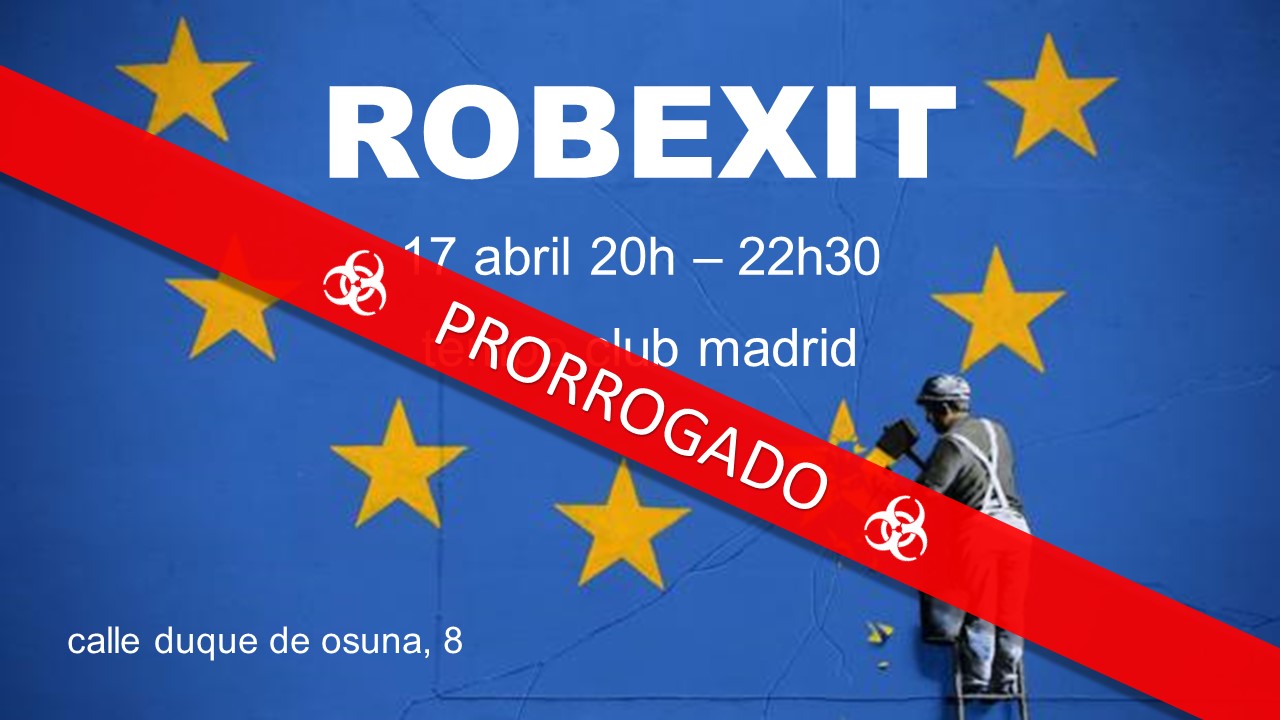 ROBEXIT
17 abril 20h – 22h30
club madrid
PRORROGADO
calle duque de osuna, 8